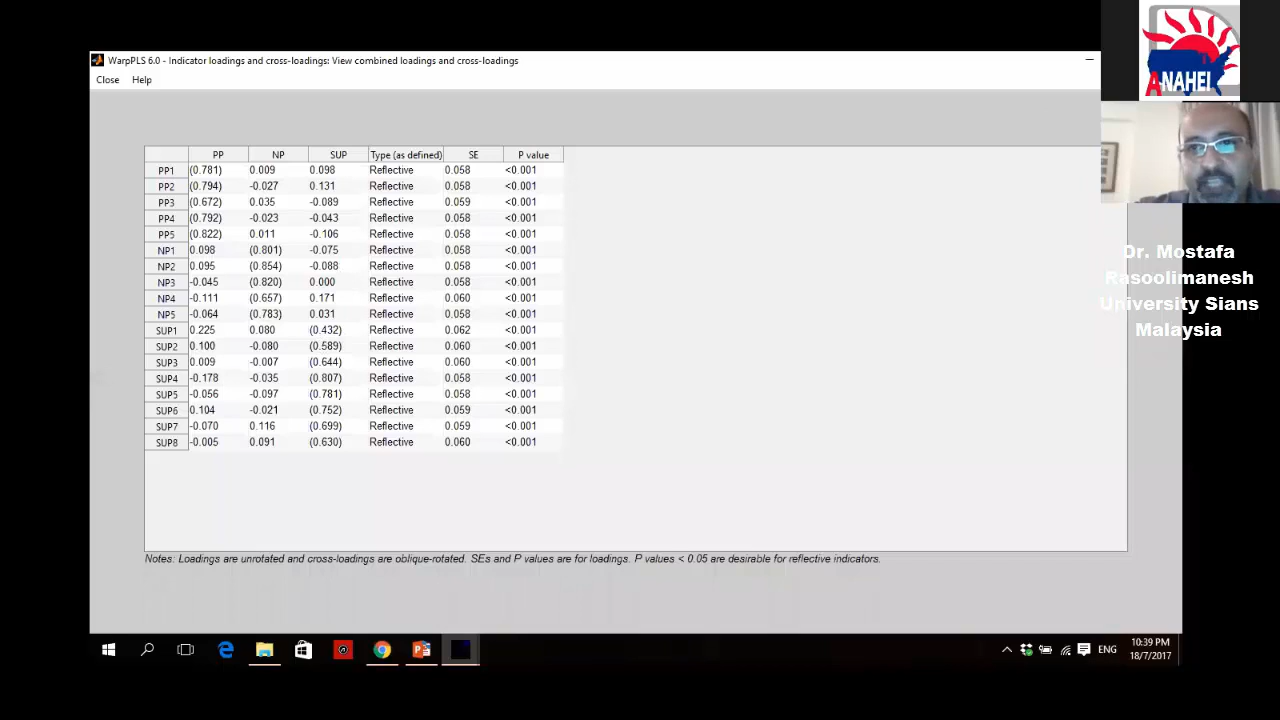 WarpPLS 6.0 - Indicator loadings and cross-loadings: View combined loadings and cross-loadings
Close Help
PP NP SUP Type (as defined) SE P value
PP1 (0.781) 0.009 0.098 Reflective 0.058 <0.001
PP2 (0.794) -0.027 0.131 Reflective 0.058 <0.001
PP3 (0.672) 0.035 -0.089 Reflective 0.059 <0.001
PP4 (0.792) -0.023 -0.043 Reflective 0.058 <0.001
PP5 (0.822) 0.011 -0.106 Reflective 0.058 <0.001
NP1 0.098 (0.801) -0.075 Reflective 0.058 <0.001
NP2 0.095 (0.854) -0.088 Reflective 0.058 <0.001
NP3 -0.045 (0.820) 0.000 Reflective 0.058 <0.001
NP4 -0.111 (0.657) 0.171 Reflective 0.060 <0.001
NP5 -0.064 (0.783) 0.031 Reflective 0.058 <0.001
SUP1 0.225 0.080 (0.432) Reflective 0.062 <0.001
SUP2 0.100 -0.080 (0.589) Reflective 0.060 <0.001
SUP3 0.009 -0.007 (0.644) Reflective 0.060 <0.001
SUP4 -0.178 -0.035 (0.807) Reflective 0.058 <0.001
SUP5 -0.056 -0.097 (0.781) Reflective 0.058 <0.001
SUP6 0.104 -0.021 (0.752) Reflective 0.059 <0.001
SUP7 -0.070 0.116 (0.699) Reflective 0.059 <0.001
SUP8 -0.005 0.091 (0.630) Reflective 0.060 <0.001
Notes: Loadings are unrotated and cross-loadings are oblique-rotated. SEs and P values are for loadings. P values < 0.05 are desirable for reflective indicators.
ANAHEI
Dr. Mostafa
Rasoolimanesh
University Sians
Malaysia
ENG
10:39 PM
18/7/2017